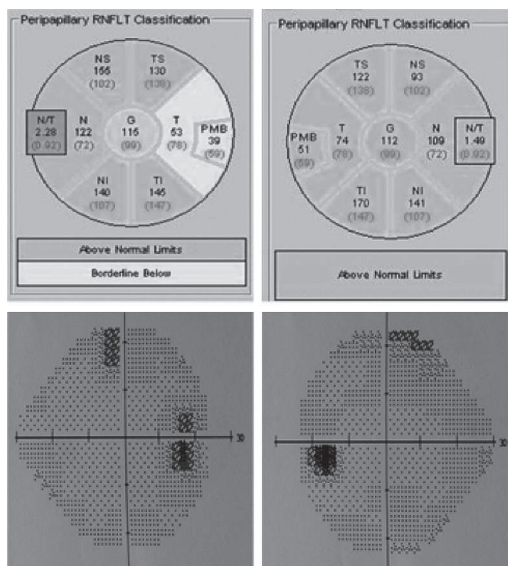 Peripapillary RNFLT Classification
NS
155
(102)
TS
130
(138)
N/T
2.28
(0.92)
N
122
(72)
G
115
(99)
T
53
(78)
PMB
39
(59)
NI
140
(107)
TI
145
(147)
Above Normal Limits
Borderline Below
Peripapillary RNFLT Classification
TS
122
(138)
NS
93
(102)
PMB
51
(59)
T
74
(78)
G
112
(99)
N
109
(72)
N/T
1.49
(0.92)
TI
170
(147)
NI
141
(107)
Above Normal Limits
30
30